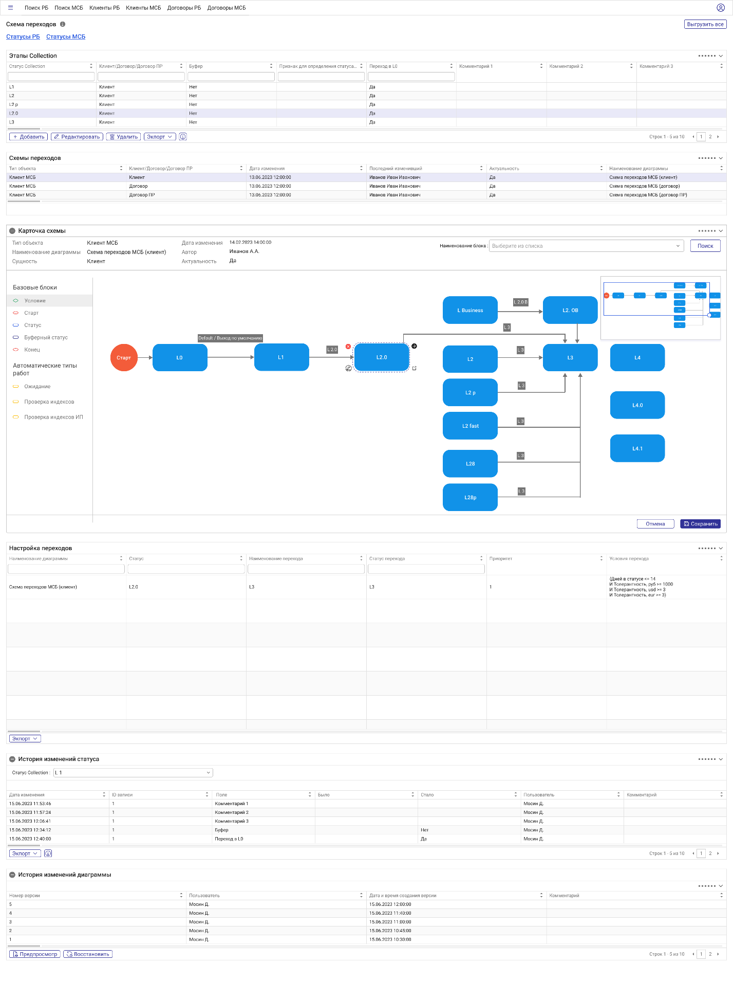 Поиск РБ Поиск МСБ Клиенты РБ Клиенты МСБ Договоры РБ Договоры МСБ
Схема переходов
Выгрузить все
Статусы РБ Статусы МСБ
Этапы Collection
Статус Collection Клиент/Договор/Договор ПР Буфер Признак для определения статуса... Переход в L0 Комментарий 1 Комментарий 2 Комментарий 3
L1 Клиент Нет Да
L2 Клиент Нет Да
L2 p Клиент Нет Да
L2.0 Клиент Нет Да
L3 Клиент Нет Да
Добавить Редактировать Удалить Экпорт Строк 1 - 5 из 10 1 2
Схемы переходов
Тип объекта Клиент/Договор/Договор ПР Дата изменения Последний изменивший Актуальность Наименование диаграммы
Клиент МСБ Клиент 13.06.2023 12:00:00 Иванов Иван Иванович Да Схема переходов МСБ (клиент)
Клиент МСБ Договор 13.06.2023 12:00:00 Иванов Иван Иванович Да Схема переходов МСБ (договор)
Клиент МСБ Договор ПР 13.06.2023 12:00:00 Иванов Иван Иванович Да Схема переходов МСБ (договор ПР)
Карточка схемы
Тип объекта Клиент МСБ Дата изменения 14.02.2023 14:00:00
Наименование блока : Выберите из списка Поиск
Наименование диаграммы Схема переходов МСБ (клиент) Автор Иванов А.А.
Сущность Клиент Актуальность Да
Базовые блоки
Условие
Старт
Статус
Буферный статус
Конец
Автоматические типы
работ
Ожидание
Проверка индексов
Проверка индексов ИП
L Business
L 2.0 B
L2. OB
L 3
Default / Выход по умолчанию
Старт
L0
L1
L 2.0
L2.0
L2
L 3
L3
L4
L2 p
L 3
L4.0
L2 fast
L 3
L4.1
L28
L 3
L28p
L 3
Отмена Сохранить
Настройка переходов
Наименование диаграммы Статус Наименование перехода Статус перехода Приоритет Условия перехода
Схема переходов МСБ (клиент) L2.0 L3 L3 1
{Дней в статусе <= 14
И Толерантность, руб >= 1000
И Толерантность, usd >= 3
И Толерантность, eur >= 3}
Экпорт
История изменений статуса
Статус Collection : L 1
Дата изменения ID записи Поле Было Стало Пользователь Комментарий
15.06.2023 11:53:46 1 Комментарий 1 Мосин Д.
15.06.2023 11:57:24 1 Комментарий 2 Мосин Д.
15.06.2023 12:06:41 1 Комментарий 3 Мосин Д.
15.06.2023 12:34:12 1 Буфер Нет Мосин Д.
15.06.2023 12:40:00 1 Переход в L0 Да Мосин Д.
Экпорт Строк 1 - 5 из 10 1 2
История изменений диаграммы
Номер версии Пользователь Дата и время создания версии Комментарий
5 Мосин Д. 15.06.2023 12:00:00
4 Мосин Д. 15.06.2023 11:40:00
3 Мосин Д. 15.06.2023 11:00:00
2 Мосин Д. 15.06.2023 10:45:00
1 Мосин Д. 15.06.2023 10:30:00
Предпросмотр Восстановить Строк 1 - 5 из 10 1 2